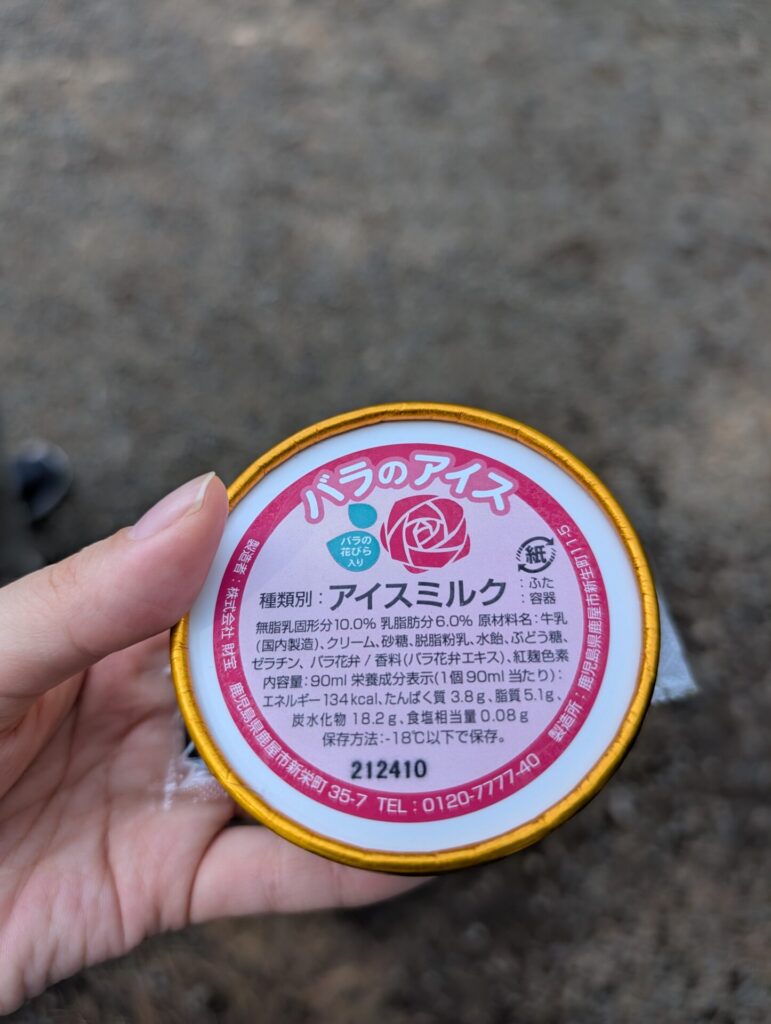 バラのアイス
バラの
花びら
入り
紙
:ふた
:容器
種類別:アイスミルク
無脂乳固形分10.0% 乳脂肪分6.0% 原材料名:牛乳
(国内製造)、クリーム、砂糖、脱脂粉乳、水飴、ぶどう糖、
ゼラチン、バラ花弁/香料(バラ花弁エキス)、紅麹色素
内容量:90ml 栄養成分表示(1個90ml当たり):
エネルギー134kcal、たんぱく質3.8g、脂質5.1g、
炭水化物18.2g、食塩相当量0.08g
保存方法:-18℃以下で保存。
212410
製造者:株式会社 財宝 鹿児島県鹿屋市新栄町35-7 TEL:0120-7777-40
製造所:鹿児島県鹿屋市新生町11-5